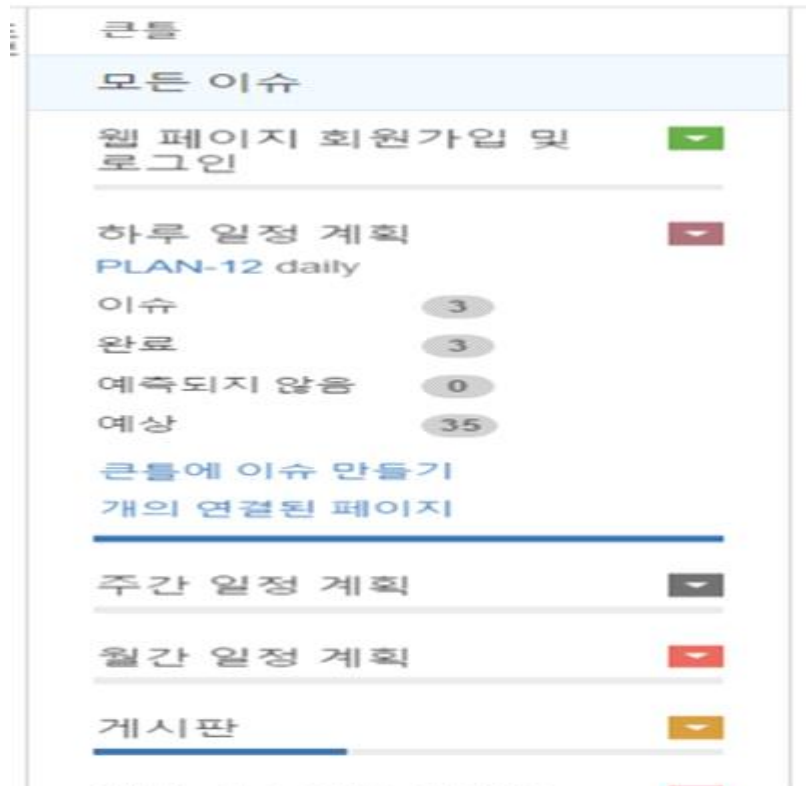 큰틀
모든 이슈
웹 페이지 회원가입 및
로그인
하루 일정 계획
PLAN-12 daily
이슈 3
완료 3
예측되지 않음 0
예상 35
큰틀에 이슈 만들기
개의 연결된 페이지
주간 일정 계획
월간 일정 계획
게시판